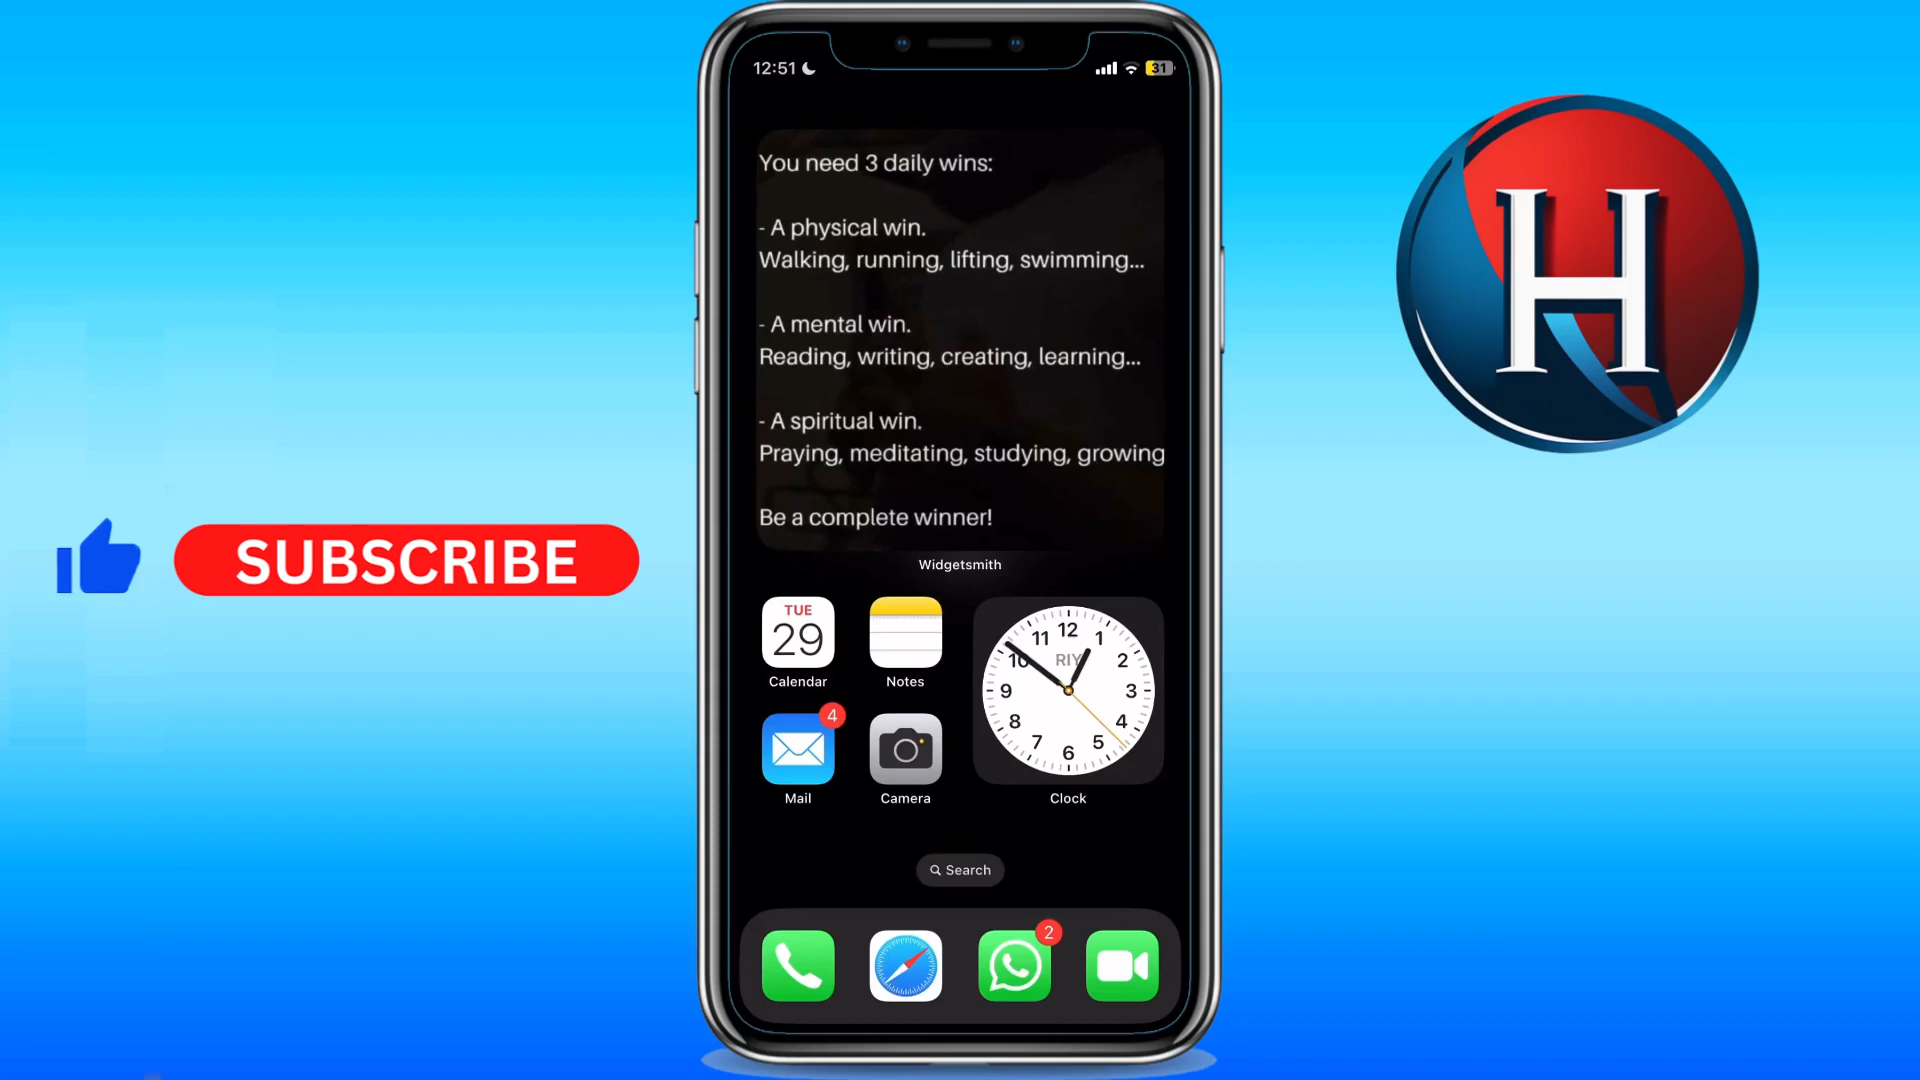 12:51
31
You need 3 daily wins:
- A physical win.
Walking, running, lifting, swimming...
- A mental win.
Reading, writing, creating, learning...
- A spiritual win.
Praying, meditating, studying, growing
Be a complete winner!
Widgetsmith
TUE
29
Calendar
Notes
4
Mail
Camera
12
1
2
3
4
5
6
7
8
9
10
11
RIY
Clock
Search
2
SUBSCRIBE
H